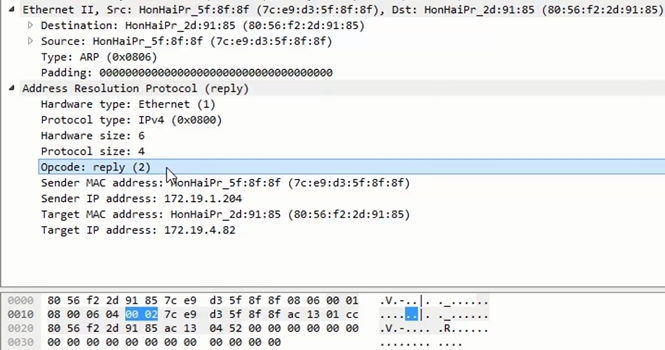 Ethernet II, Src: HonHaiPr_5f:8f:8f (7c:e9:d3:5f:8f:8f), Dst: HonHaiPr_2d:91:85 (80:56:f2:2d:91:85)
Destination: HonHaiPr_2d:91:85 (80:56:f2:2d:91:85)
Source: HonHaiPr_5f:8f:8f (7c:e9:d3:5f:8f:8f)
Type: ARP (0x0806)
Padding: 000000000000000000000000000000000000
Address Resolution Protocol (reply)
Hardware type: Ethernet (1)
Protocol type: IPv4 (0x0800)
Hardware size: 6
Protocol size: 4
Opcode: reply (2)
Sender MAC address: HonHaiPr_5f:8f:8f (7c:e9:d3:5f:8f:8f)
Sender IP address: 172.19.1.204
Target MAC address: HonHaiPr_2d:91:85 (80:56:f2:2d:91:85)
Target IP address: 172.19.4.82
0000 80 56 f2 2d 91 85 7c e9 d3 5f 8f 8f 08 06 00 01 .V.-..|. ._......
0010 08 00 06 04 00 02 7c e9 d3 5f 8f 8f ac 13 01 cc ......|. ._......
0020 80 56 f2 2d 91 85 ac 13 04 52 00 00 00 00 00 00 .V.-.... .R......
0030 00 00 00 00 00 00 00 00 00 00 00 00 ........ ....